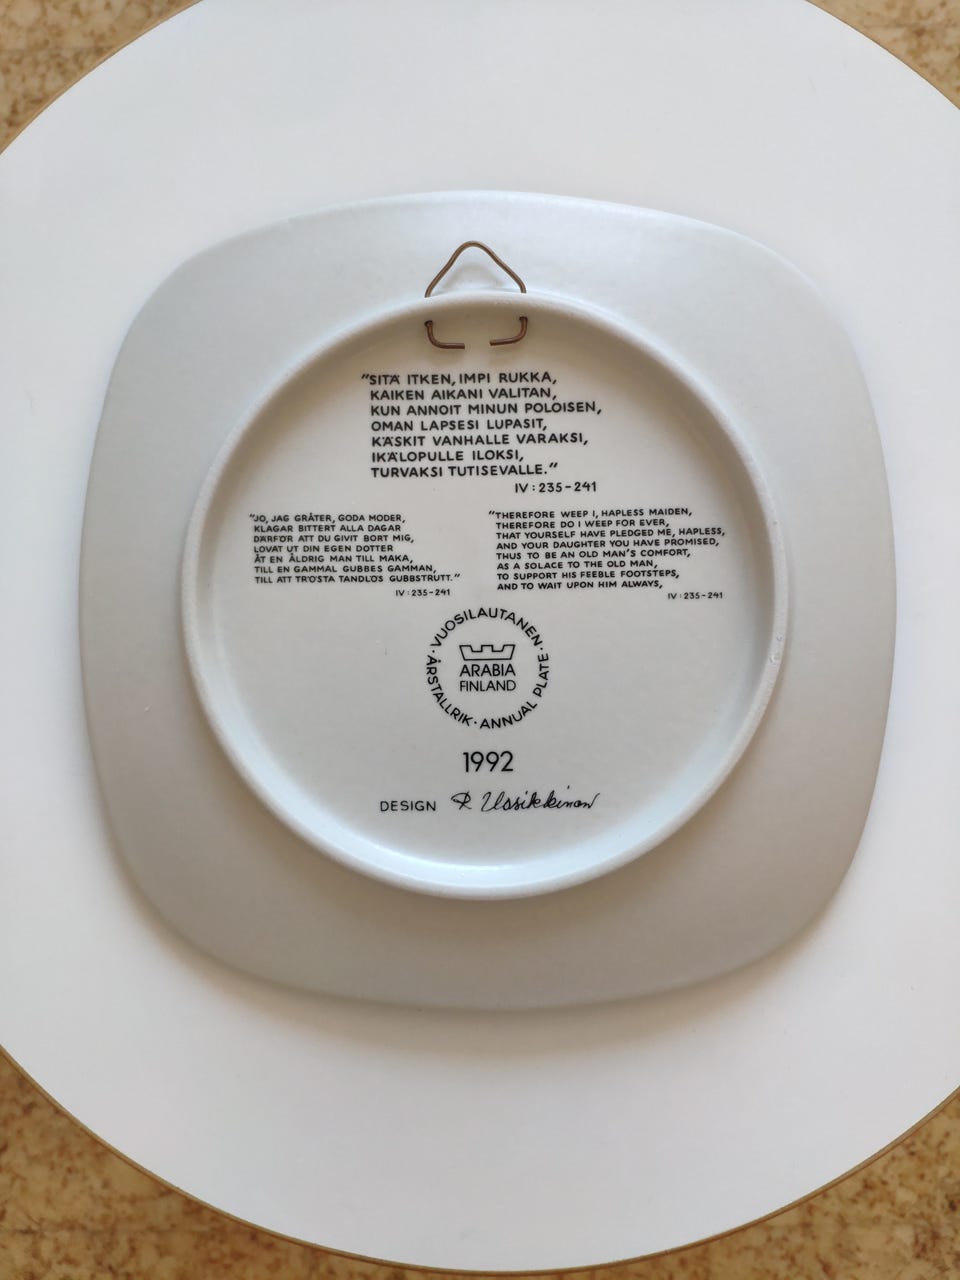 "SITÄ ITKEN, IMPI RUKKA,
KAIKEN AIKANI VALITAN,
KUN ANNOIT MINUN POLOISEN,
OMAN LAPSESI LUPASIT,
KÄSKIT VANHALLE VARAKSI,
IKÄLOPULLE ILOKSI,
TURVAKSI TUTISEVALLE."
IV : 235-241
"JO, JAG GRÅTER, GODA MODER,
KLAGAR BITTERT ALLA DAGAR
DÄRFÖR ATT DU GIVIT BORT MIG,
LOVAT UT DIN EGEN DOTTER
ÅT EN ÅLDRIG MAN TILL MAKA,
TILL EN GAMMAL GUBBES GAMMAN,
TILL ATT TRÖSTA TANDLÖS GUBBSTRUTT."
IV : 235-241
"THEREFORE WEEP I, HAPLESS MAIDEN,
THEREFORE DO I WEEP FOR EVER,
THAT YOURSELF HAVE PLEDGED ME, HAPLESS,
AND YOUR DAUGHTER YOU HAVE PROMISED,
THUS TO BE AN OLD MAN'S COMFORT,
AS A SOLACE TO THE OLD MAN,
TO SUPPORT HIS FEEBLE FOOTSTEPS,
AND TO WAIT UPON HIM ALWAYS,
IV : 235-241
· VUOSILAUTANEN ·
ÅRSTALLRIK · ANNUAL PLATE
ARABIA
FINLAND
1992
DESIGN R Uosikkinen